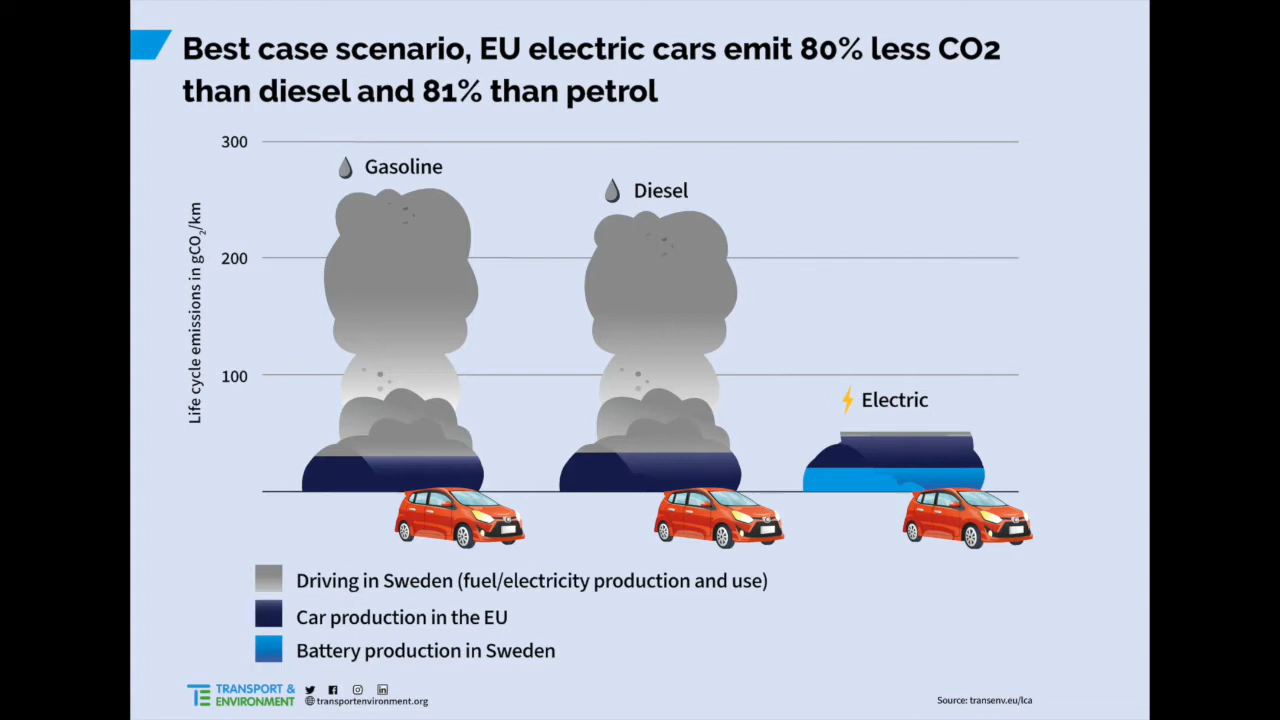 Best case scenario, EU electric cars emit 80% less CO2
than diesel and 81% than petrol
300
Gasoline
Diesel
200
Life cycle emissions in gCO₂/km
100
Electric
Driving in Sweden (fuel/electricity production and use)
Car production in the EU
Battery production in Sweden
TE TRANSPORT &
ENVIRONMENT
transportenvironment.org
Source: transenv.eu/lca